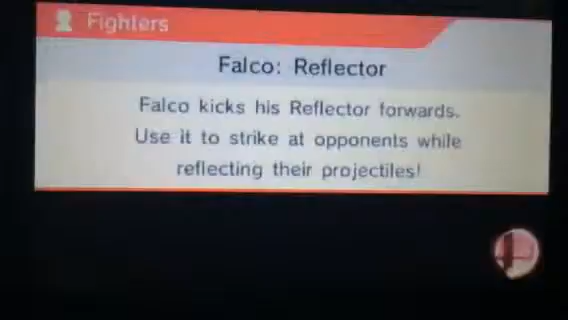 Fighters
Falco: Reflector
Falco kicks his Reflector forwards.
Use it to strike at opponents while
reflecting their projectiles!